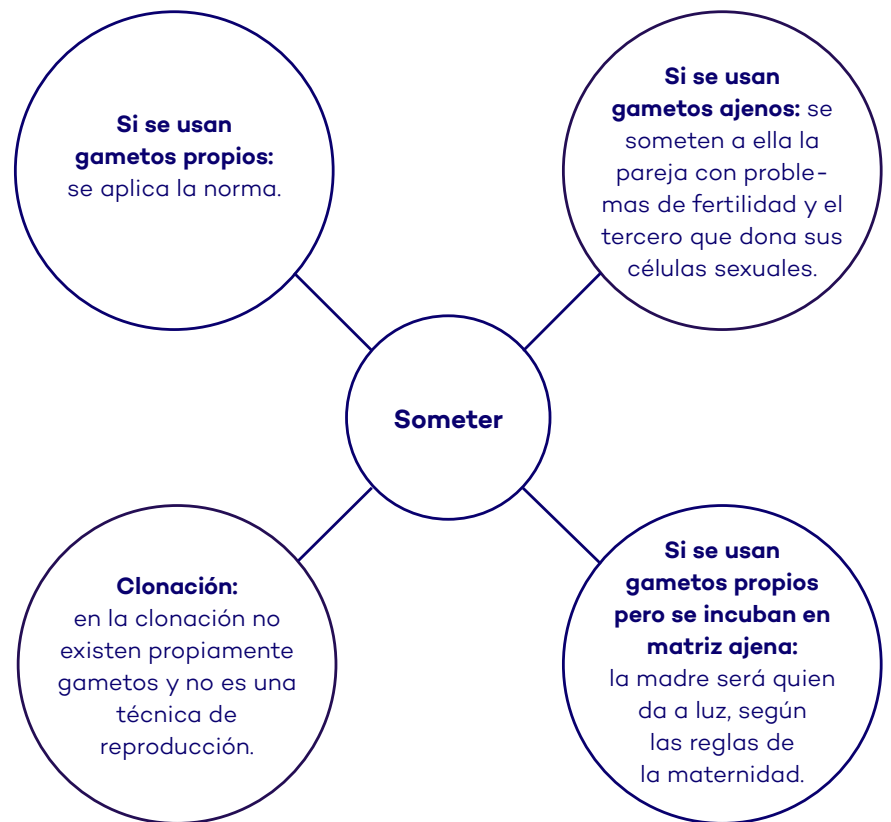 Si se usan
gametos propios:
se aplica la norma.
Si se usan
gametos ajenos: se
someten a ella la
pareja con proble-
mas de fertilidad y el
tercero que dona sus
células sexuales.
Someter
Clonación:
en la clonación no
existen propiamente
gametos y no es una
técnica de
reproducción.
Si se usan
gametos propios
pero se incuban en
matriz ajena:
la madre será quien
da a luz, según
las reglas de
la maternidad.